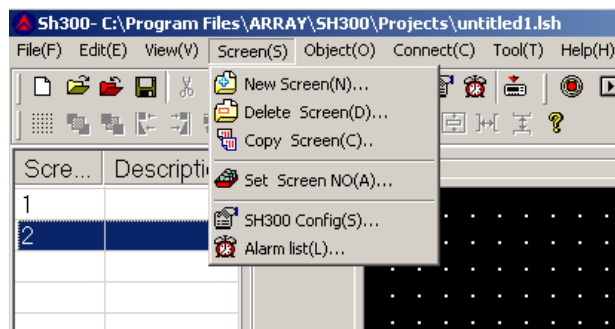 Sh300- C:\Program Files\ARRAY\SH300\Projects\untitled1.lsh
File(F) Edit(E) View(V) Screen(S) Object(O) Connect(C) Tool(T) Help(H)
New Screen(N)...
Delete Screen(D)...
Copy Screen(C)..
Scre... Descripti
Set Screen NO(A)...
1
SH300 Config(S)...
2
Alarm list(L)...